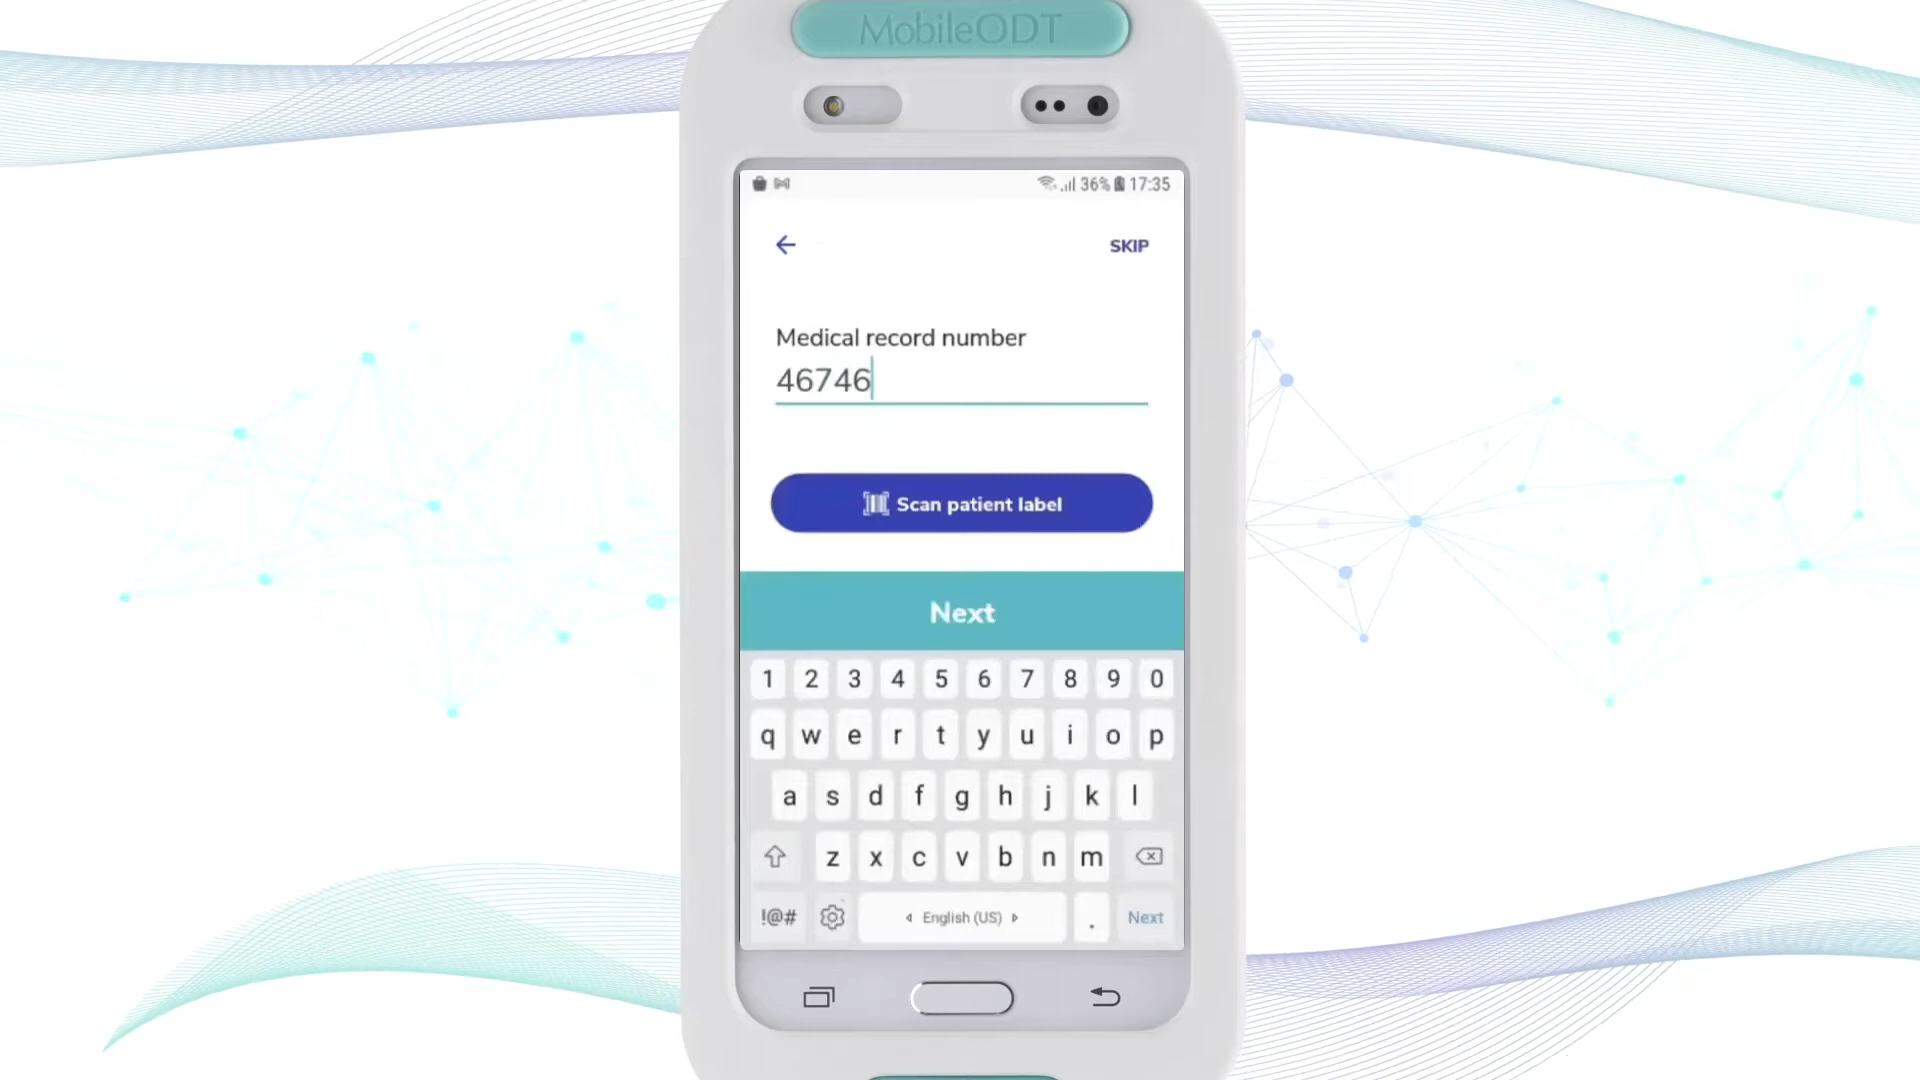 MobileODT
36% 17:35
SKIP
Medical record number
46746
Scan patient label
Next
1 2 3 4 5 6 7 8 9 0
q w e r t y u i o p
a s d f g h j k l
z x c v b n m
!@# English (US) . Next